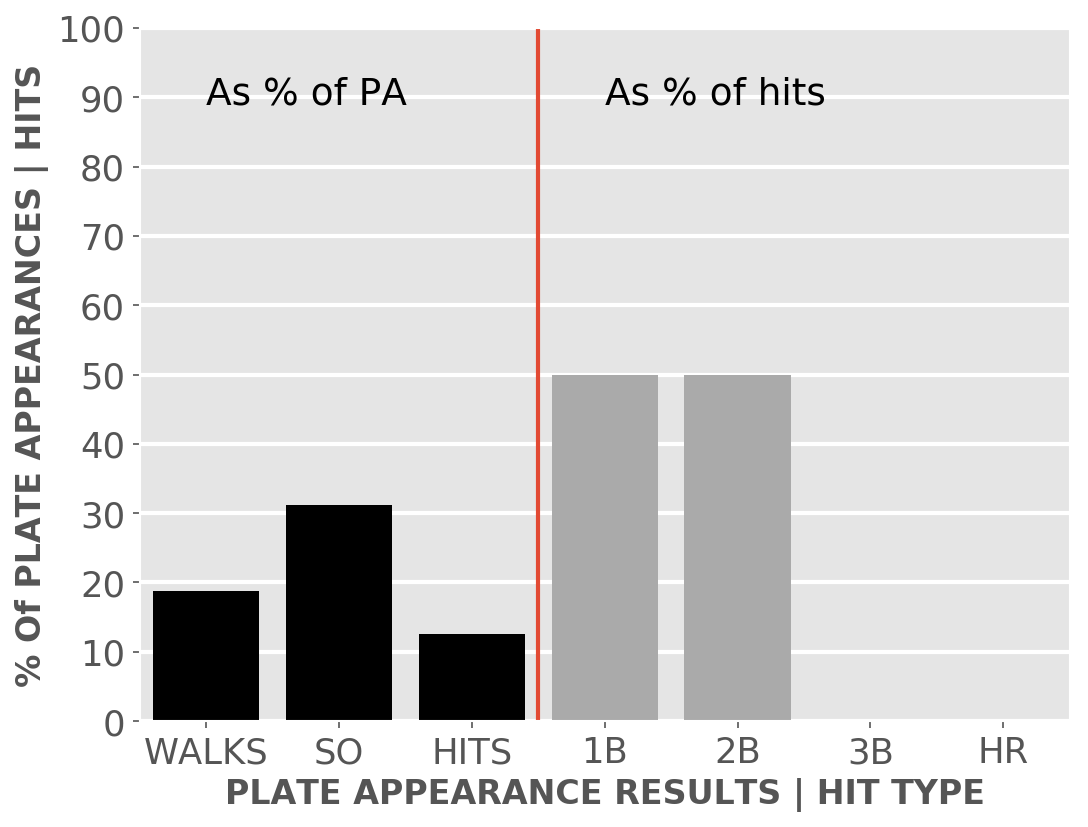 100
90
80
70
60
50
40
30
20
10
0
% Of PLATE APPEARANCES | HITS
As % of PA
As % of hits
WALKS SO HITS 1B 2B 3B HR
PLATE APPEARANCE RESULTS | HIT TYPE